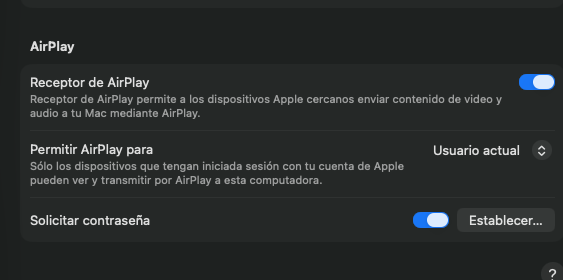 AirPlay
Receptor de AirPlay
Receptor de AirPlay permite a los dispositivos Apple cercanos enviar contenido de video y
audio a tu Mac mediante AirPlay.
Permitir AirPlay para
Usuario actual
Sólo los dispositivos que tengan iniciada sesión con tu cuenta de Apple
pueden ver y transmitir por AirPlay a esta computadora.
Solicitar contraseña
Establecer...
?